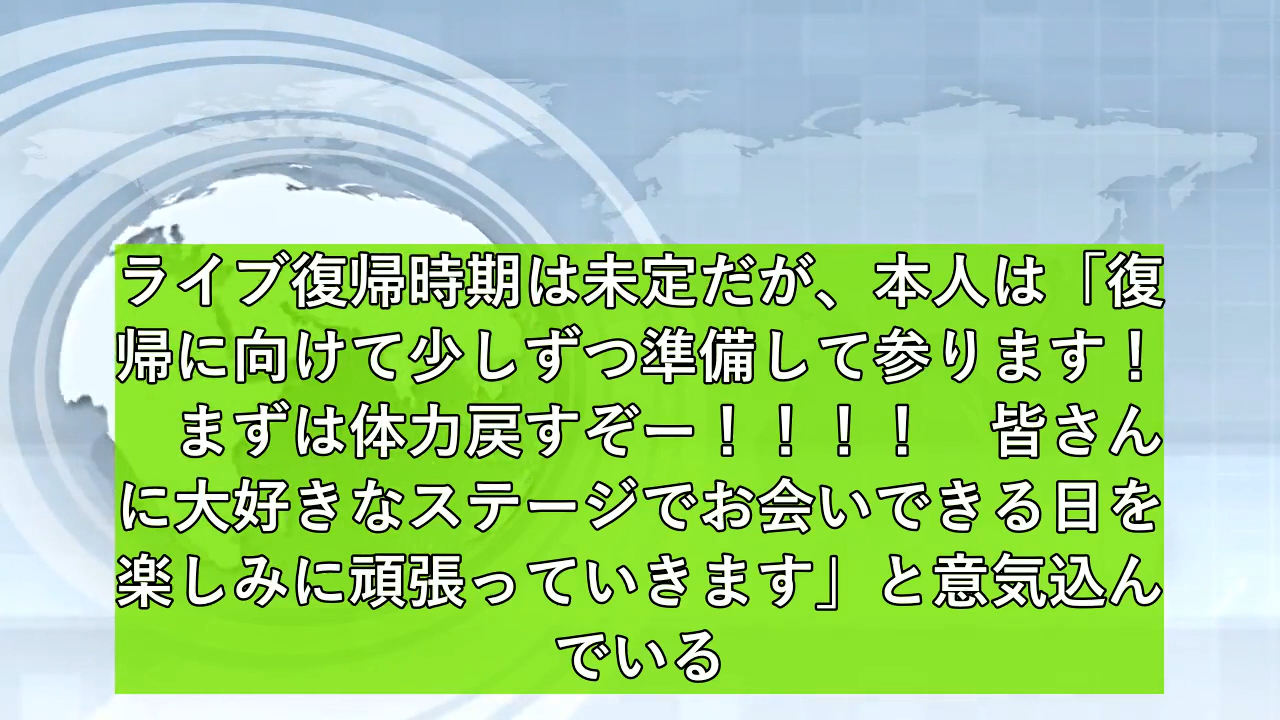 ライブ復帰時期は未定だが、本人は「復
帰に向けて少しずつ準備して参ります！
　まずは体力戻すぞー！！！！　皆さん
に大好きなステージでお会いできる日を
楽しみに頑張っていきます」と意気込ん
でいる